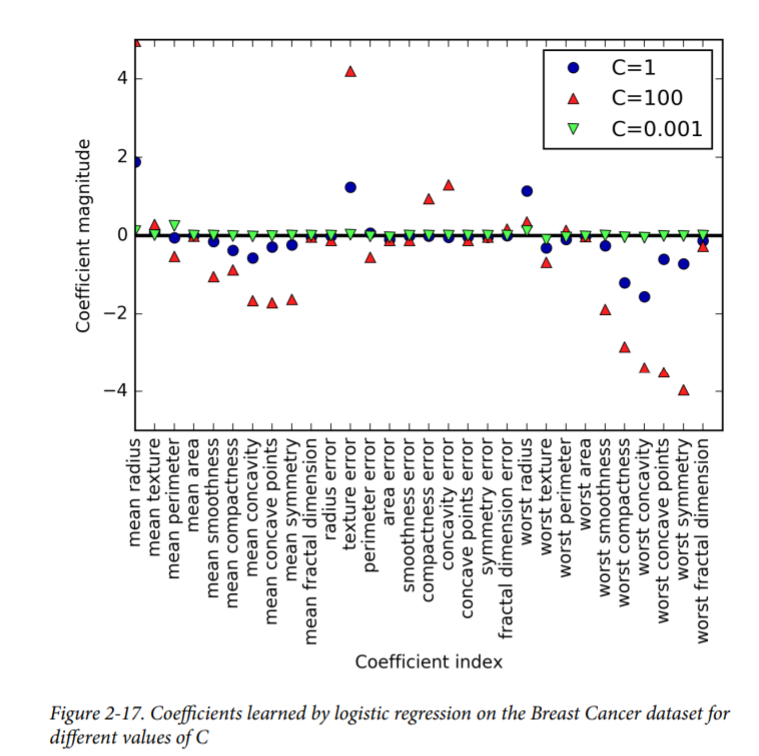 C=1
C=100
C=0.001
4
2
0
−2
−4
Coefficient magnitude
mean radius
mean texture
mean perimeter
mean area
mean smoothness
mean compactness
mean concavity
mean concave points
mean symmetry
mean fractal dimension
radius error
texture error
perimeter error
area error
smoothness error
compactness error
concavity error
concave points error
symmetry error
fractal dimension error
worst radius
worst texture
worst perimeter
worst area
worst smoothness
worst compactness
worst concavity
worst concave points
worst symmetry
worst fractal dimension
Coefficient index
Figure 2-17. Coefficients learned by logistic regression on the Breast Cancer dataset for
different values of C